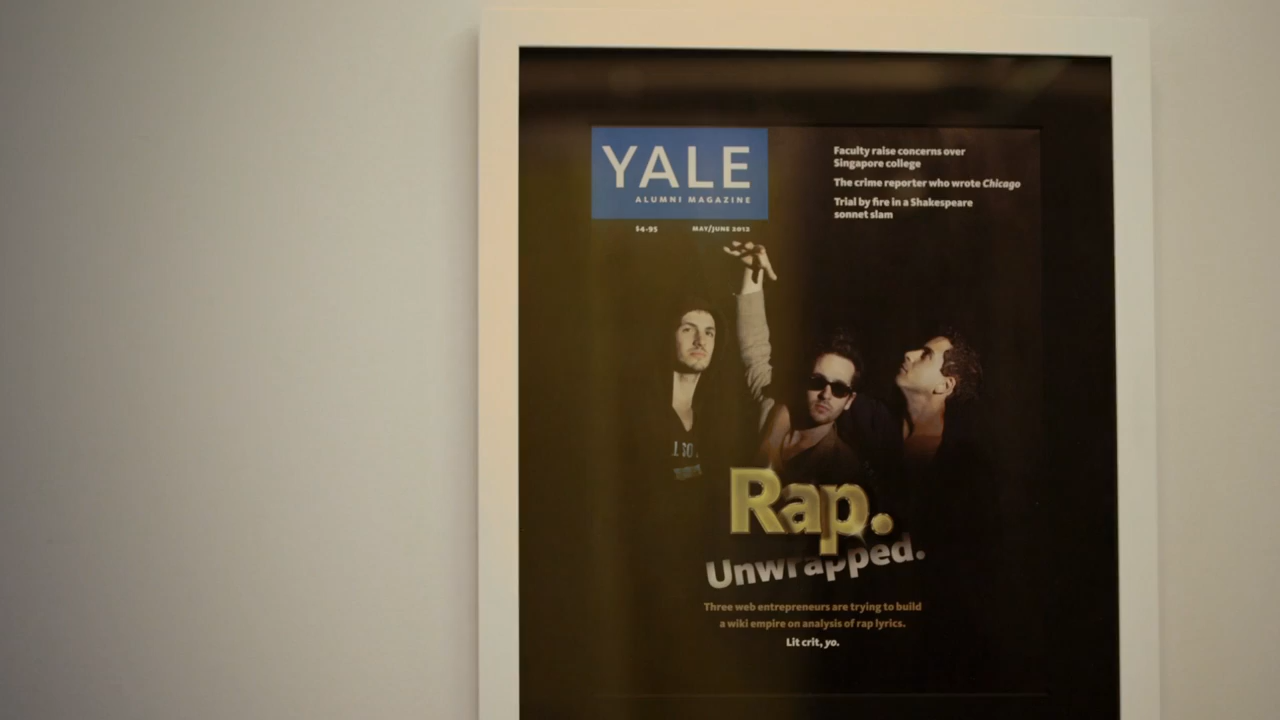 YALE
ALUMNI MAGAZINE
$4.95 MAY/JUNE 2012
Faculty raise concerns over
Singapore college
The crime reporter who wrote Chicago
Trial by fire in a Shakespeare
sonnet slam
Rap.
Unwrapped.
Three web entrepreneurs are trying to build
a wiki empire on analysis of rap lyrics.
Lit crit, yo.